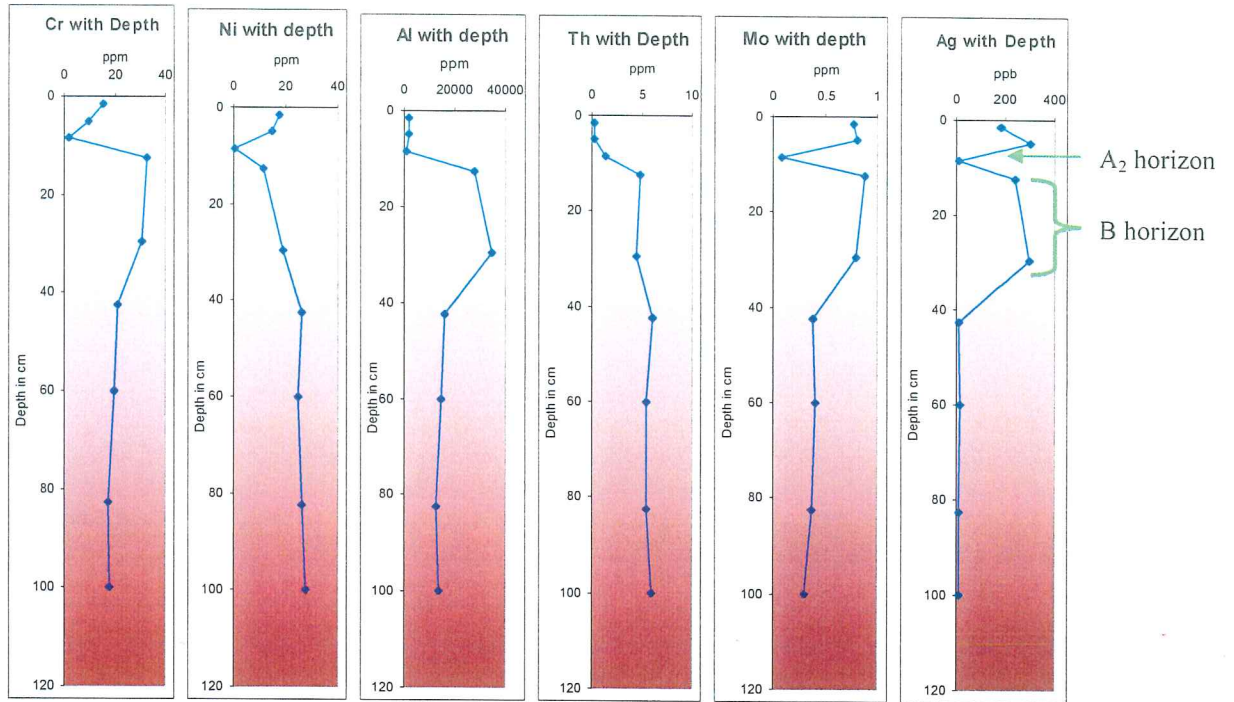 Cr with Depth
ppm
0 20 40
0
20
40
60
80
100
120
Depth in cm
Ni with depth
ppm
0 20 40
0
20
40
60
80
100
120
Depth in cm
Al with depth
ppm
0 20000 40000
0
20
40
60
80
100
120
Depth in cm
Th with Depth
ppm
0 5 10
0
20
40
60
80
100
120
Depth in cm
Mo with depth
ppm
0 0.5 1
0
20
40
60
80
100
120
Depth in cm
Ag with Depth
ppb
0 200 400
0
20
40
60
80
100
120
Depth in cm
A₂ horizon
B horizon